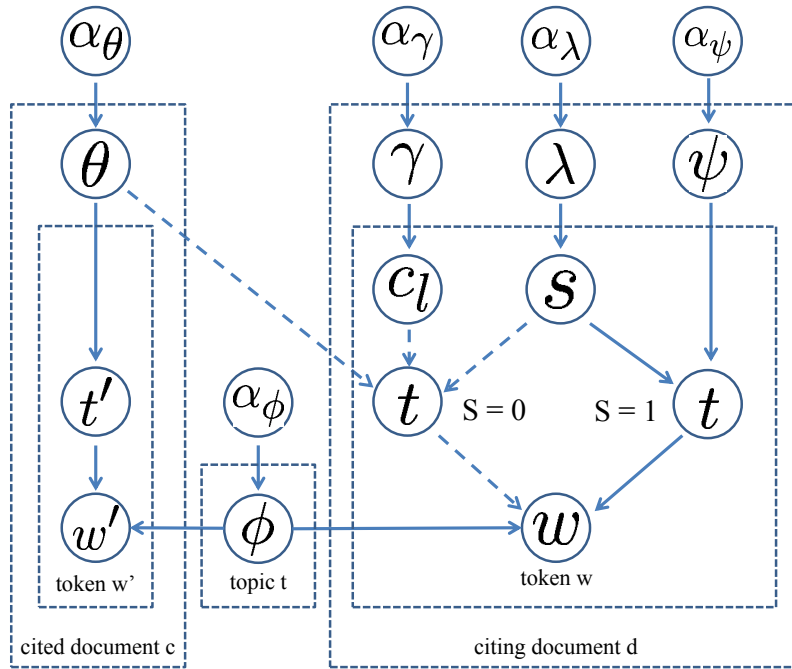 α_θ α_γ α_λ α_ψ
θ γ λ ψ
c_l s
t′ α_ϕ t S = 0 S = 1 t
w′ ϕ w
token w’ topic t token w
cited document c citing document d